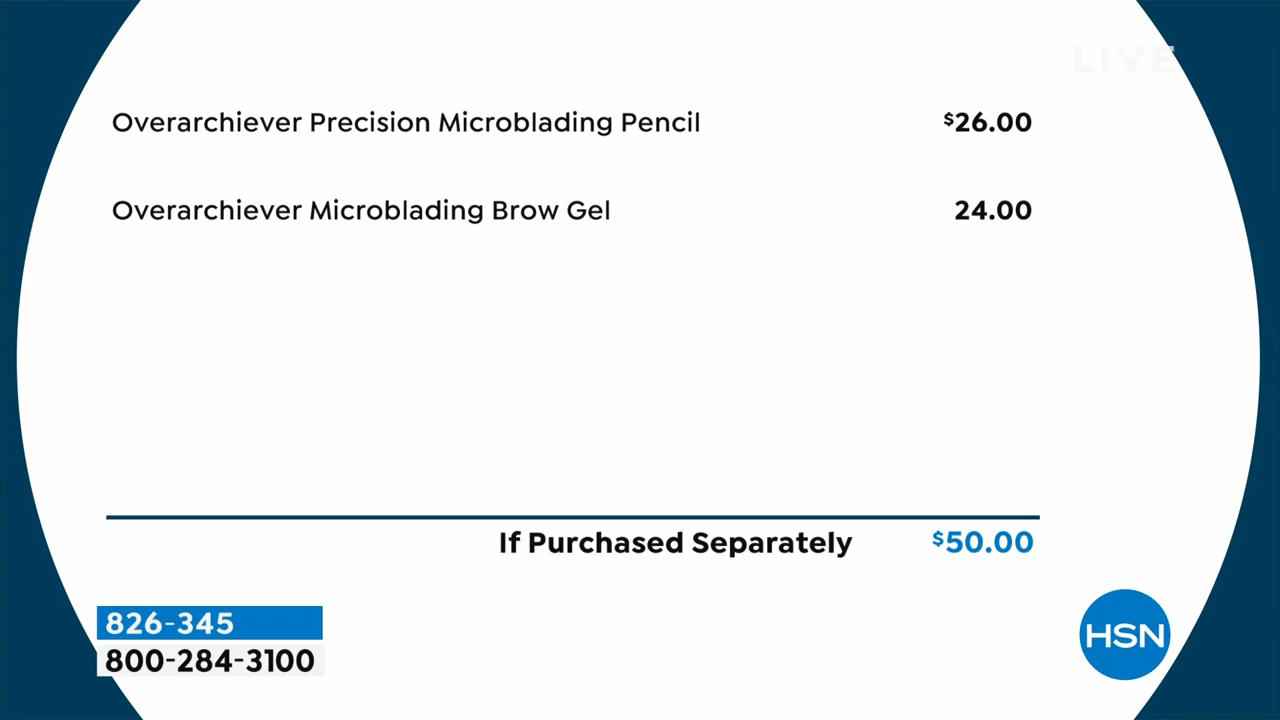 LIVE
Overarchiever Precision Microblading Pencil $26.00
Overarchiever Microblading Brow Gel 24.00
If Purchased Separately $50.00
826-345
800-284-3100
HSN